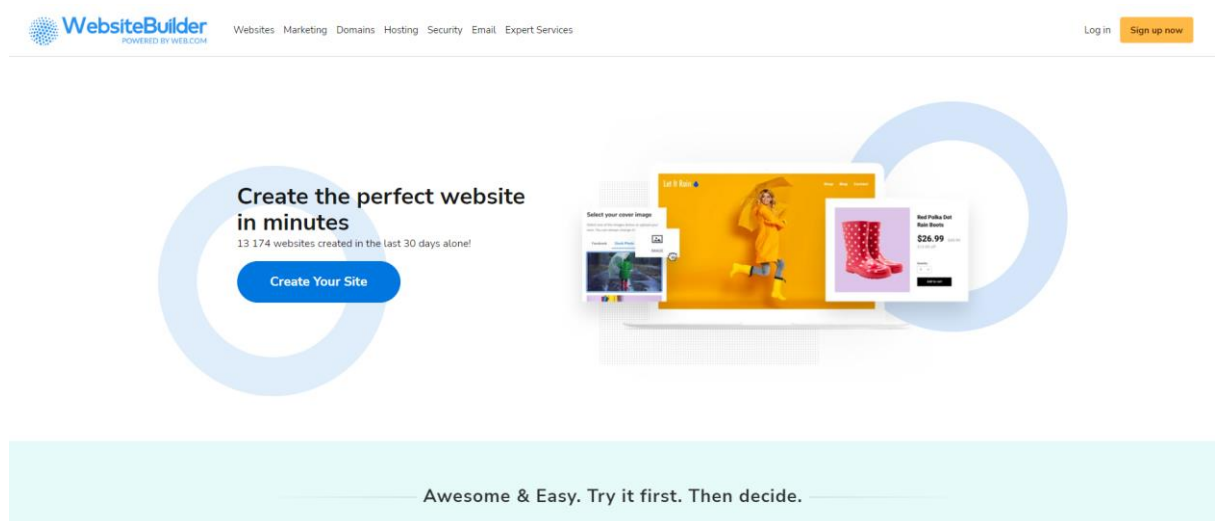 WebsiteBuilder
POWERED BY WEB.COM
Websites Marketing Domains Hosting Security Email Expert Services
Log in
Sign up now
Create the perfect website
in minutes
13 174 websites created in the last 30 days alone!
Create Your Site
Let It Rain
Select your cover image
Red Polka Dot
Rain Boots
$26.99
Add to cart
Awesome & Easy. Try it first. Then decide.